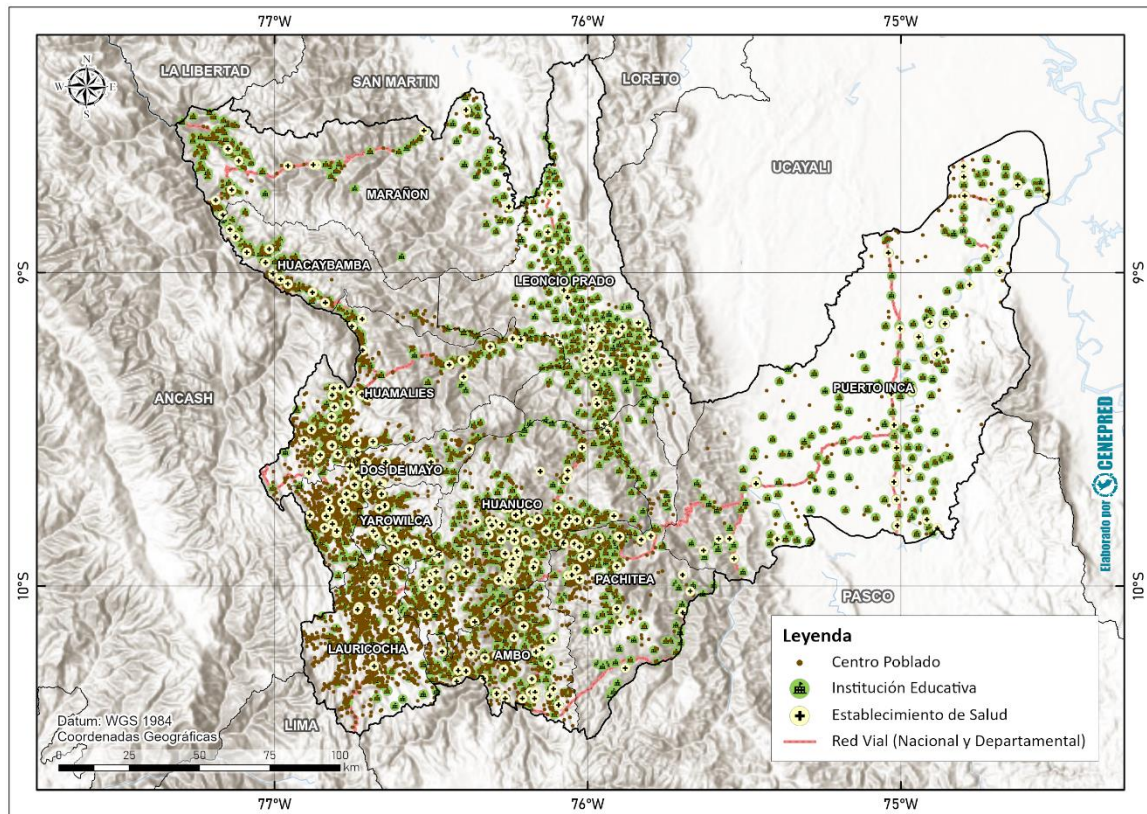 77°W
76°W
75°W
N
W
E
S
LA LIBERTAD
SAN MARTIN
LORETO
UCAYALI
MARAÑON
HUACAYBAMBA
9°S
9°S
LEONCIO PRADO
HUAMALIES
PUERTO INCA
ANCASH
DOS DE MAYO
HUANUCO
YAROWILCA
Elaborado por CENEPRED
PACHITEA
10°S
10°S
PASCO
LAURICOCHA
AMBO
LIMA
Leyenda
Centro Poblado
Institución Educativa
Establecimiento de Salud
Red Vial (Nacional y Departamental)
Dátum: WGS 1984
Coordenadas Geográficas
0 25 50 75 100
km
77°W
76°W
75°W